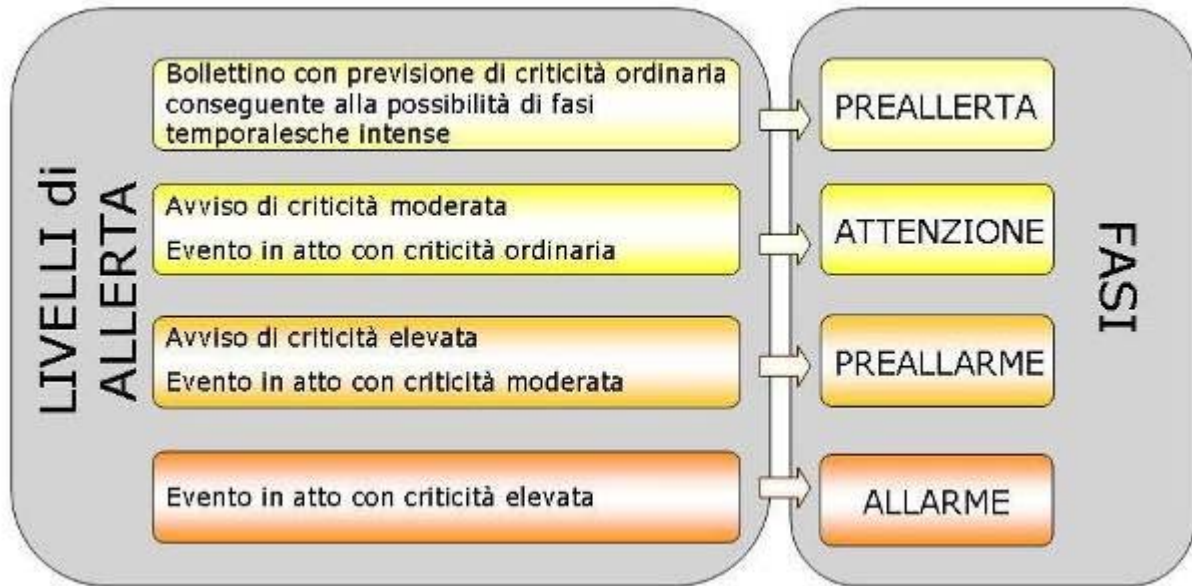 LIVELLI di
ALLERTA
Bollettino con previsione di criticità ordinaria
conseguente alla possibilità di fasi
temporalesche intense
PREALLERTA
Avviso di criticità moderata
Evento in atto con criticità ordinaria
ATTENZIONE
Avviso di criticità elevata
Evento in atto con criticità moderata
PREALLARME
Evento in atto con criticità elevata
ALLARME
FASI